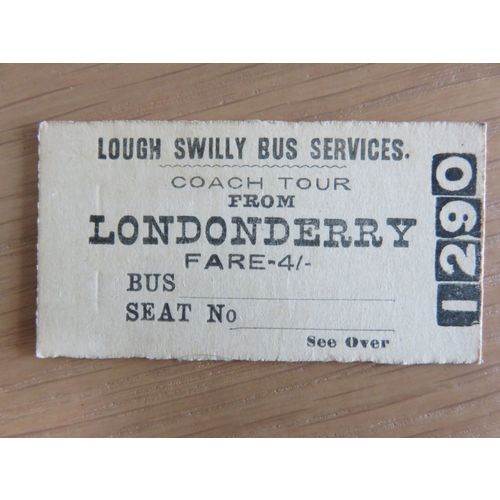 LOUGH SWILLY BUS SERVICES.
COACH TOUR
FROM
LONDONDERRY
FARE-4/-
BUS
SEAT No
See Over
1290